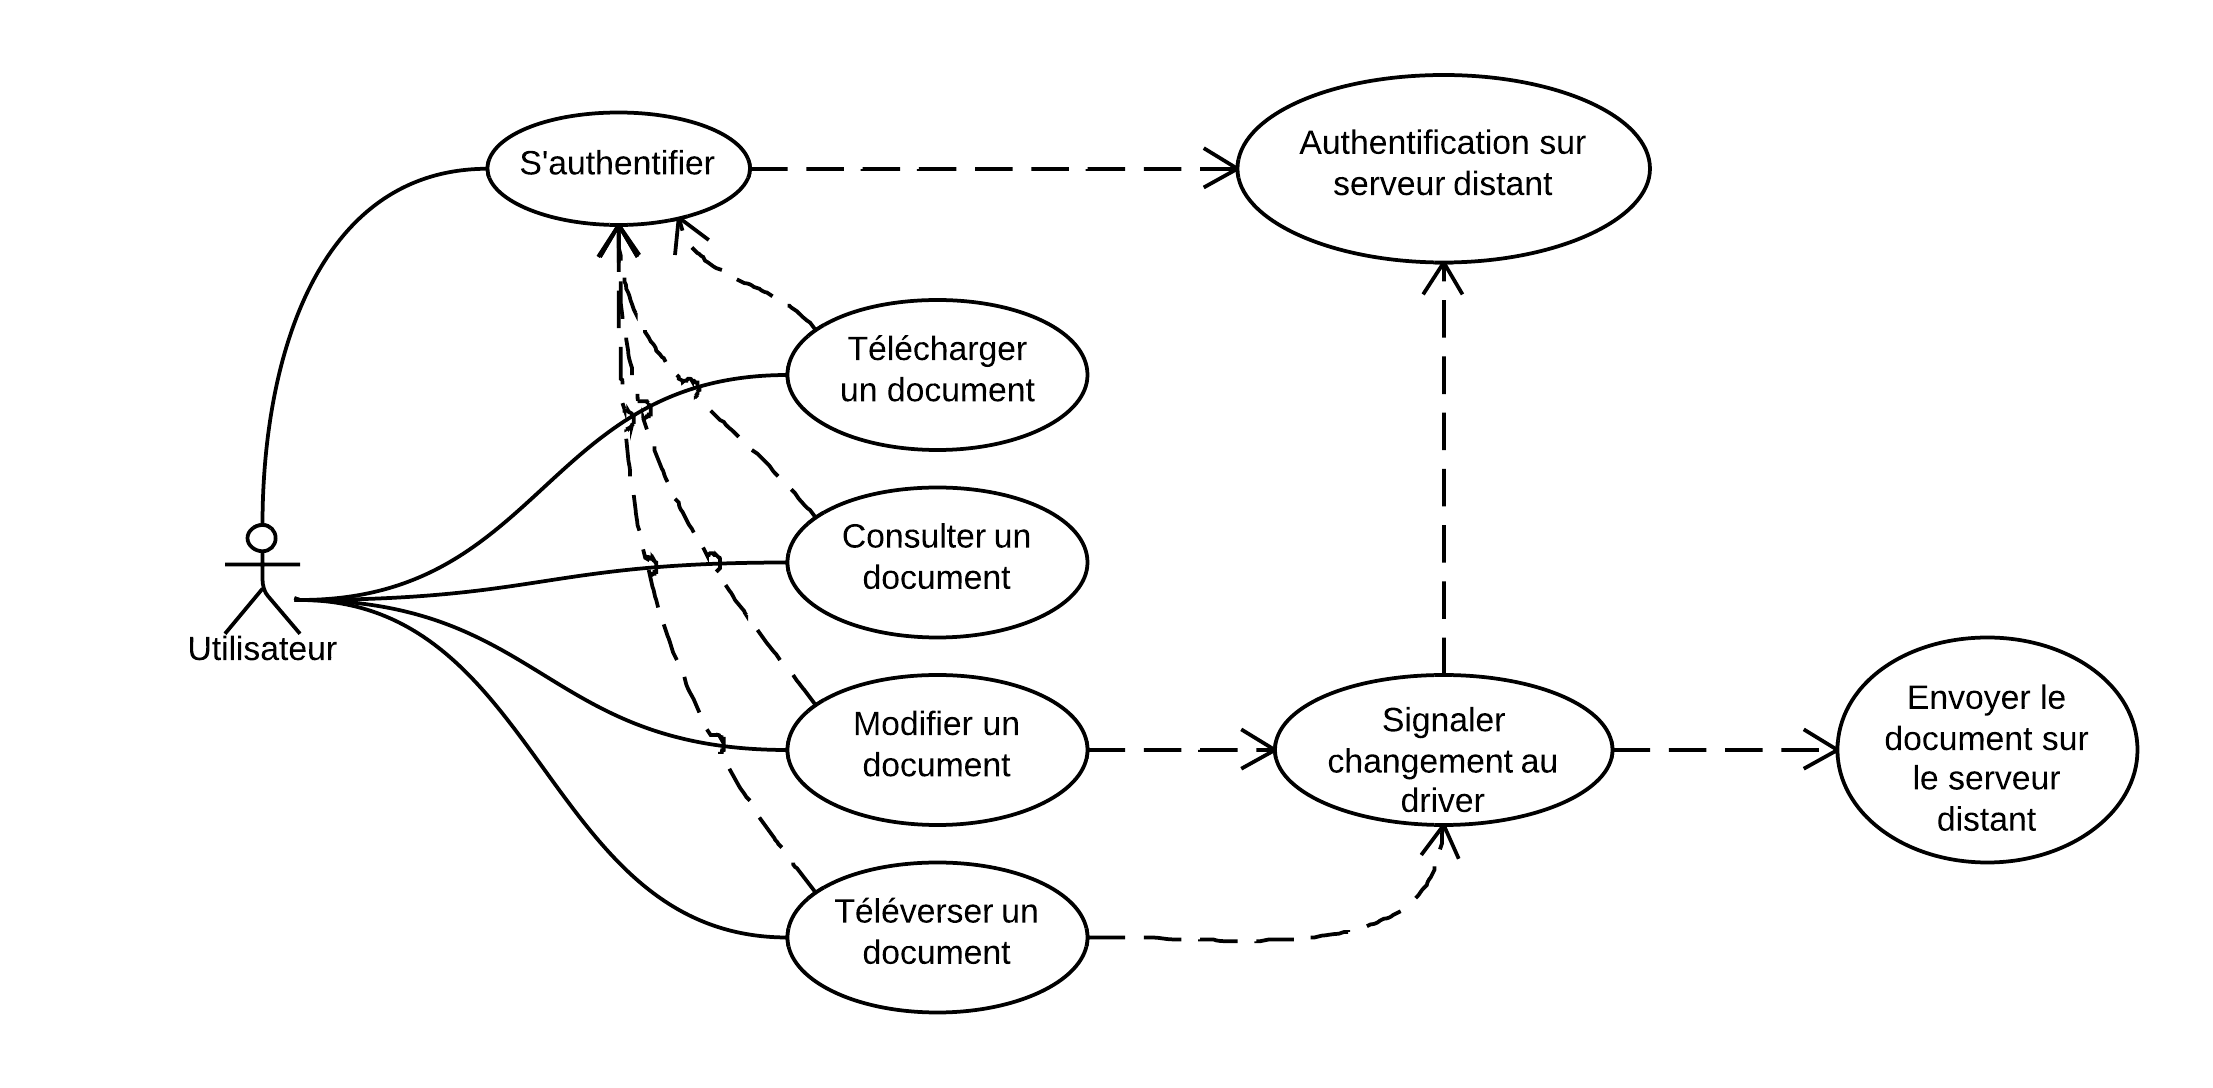 S'authentifier
Authentification sur
serveur distant
Télécharger
un document
Consulter un
document
Utilisateur
Modifier un
document
Signaler
changement au
driver
Envoyer le
document sur
le serveur
distant
Téléverser un
document